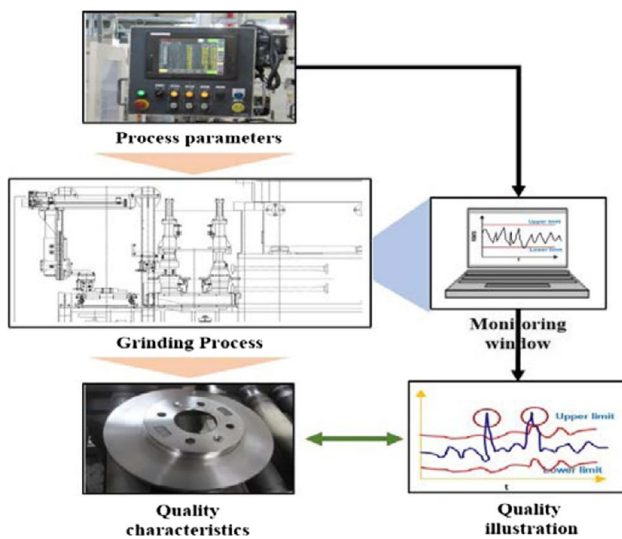 Process parameters
Upper limit
Lower limit
t
Grinding Process
Monitoring
window
Upper limit
Lower limit
t
Quality
characteristics
Quality
illustration